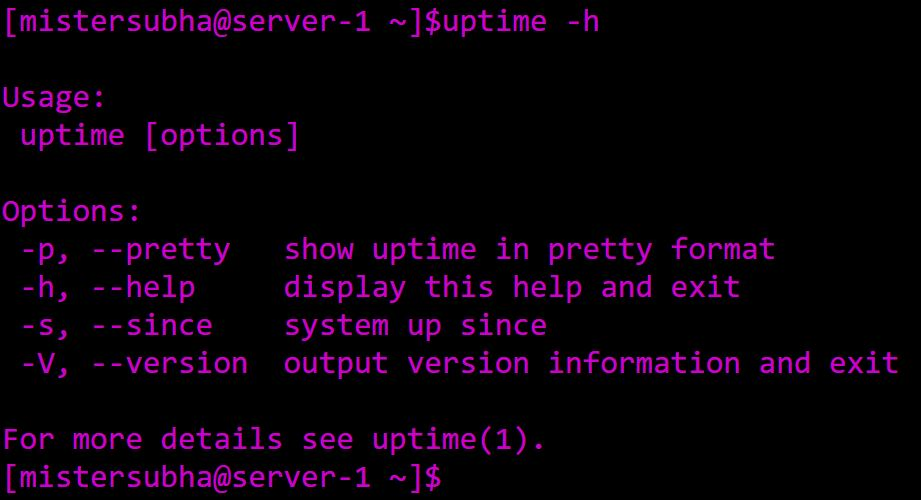 [mistersubha@server-1 ~]$uptime -h
Usage:
 uptime [options]
Options:
 -p, --pretty   show uptime in pretty format
 -h, --help     display this help and exit
 -s, --since    system up since
 -V, --version  output version information and exit
For more details see uptime(1).
[mistersubha@server-1 ~]$